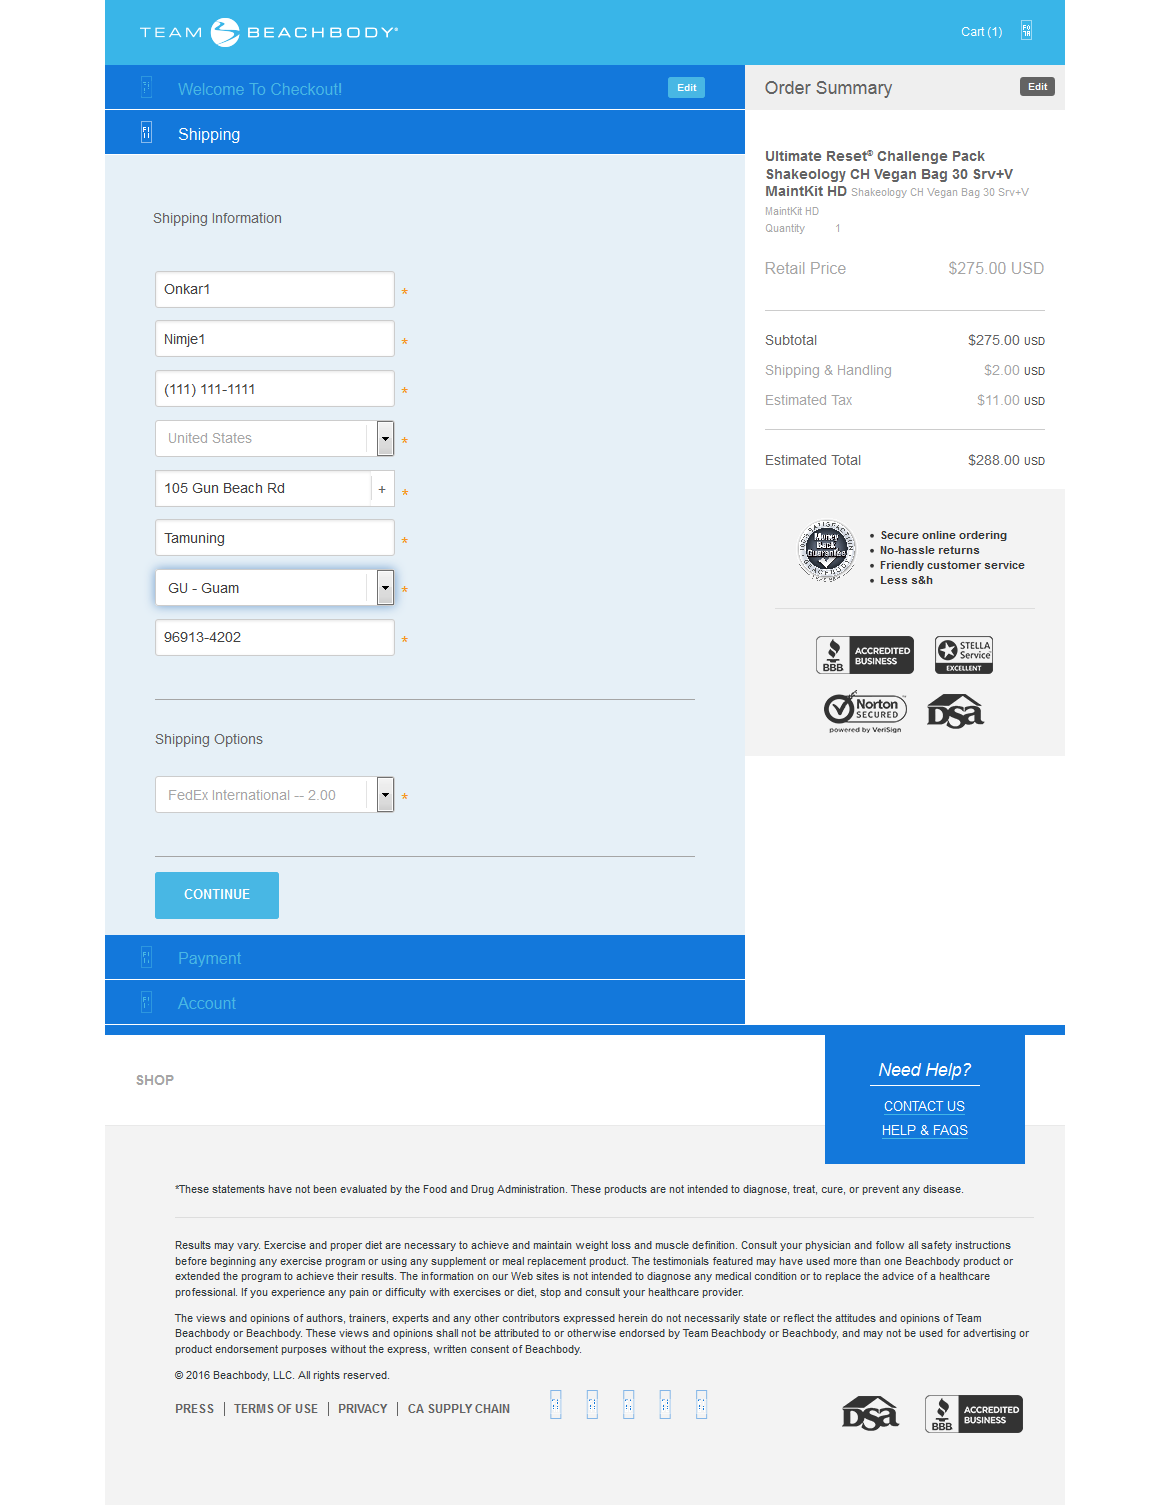 TEAM BEACHBODY
Cart (1)
Welcome To Checkout!
Edit
Shipping
Shipping Information
Onkar1 *
Nimje1 *
(111) 111-1111 *
United States *
105 Gun Beach Rd + *
Tamuning *
GU - Guam *
96913-4202 *
Shipping Options
FedEx International -- 2.00 *
CONTINUE
Payment
Account
Order Summary
Edit
Ultimate Reset® Challenge Pack
Shakeology CH Vegan Bag 30 Srv+V
MaintKit HD Shakeology CH Vegan Bag 30 Srv+V
MaintKit HD
Quantity 1
Retail Price $275.00 USD
Subtotal $275.00 USD
Shipping & Handling $2.00 USD
Estimated Tax $11.00 USD
Estimated Total $288.00 USD
100% SATISFACTION
Money
Back
Guarantee
BEACHBODY
• Secure online ordering
• No-hassle returns
• Friendly customer service
• Less s&h
BBB
ACCREDITED
BUSINESS
STELLA
Service
EXCELLENT
Norton
SECURED
powered by VeriSign
DSA
SHOP
Need Help?
CONTACT US
HELP & FAQS
*These statements have not been evaluated by the Food and Drug Administration. These products are not intended to diagnose, treat, cure, or prevent any disease.
Results may vary. Exercise and proper diet are necessary to achieve and maintain weight loss and muscle definition. Consult your physician and follow all safety instructions
before beginning any exercise program or using any supplement or meal replacement product. The testimonials featured may have used more than one Beachbody product or
extended the program to achieve their results. The information on our Web sites is not intended to diagnose any medical condition or to replace the advice of a healthcare
professional. If you experience any pain or difficulty with exercises or diet, stop and consult your healthcare provider.
The views and opinions of authors, trainers, experts and any other contributors expressed herein do not necessarily state or reflect the attitudes and opinions of Team
Beachbody or Beachbody. These views and opinions shall not be attributed to or otherwise endorsed by Team Beachbody or Beachbody, and may not be used for advertising or
product endorsement purposes without the express, written consent of Beachbody.
© 2016 Beachbody, LLC. All rights reserved.
PRESS | TERMS OF USE | PRIVACY | CA SUPPLY CHAIN
DSA
BBB
ACCREDITED
BUSINESS